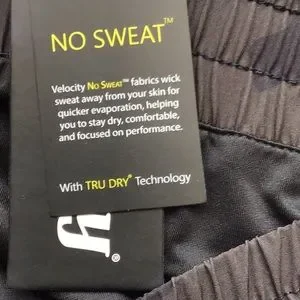 NO SWEAT™
Velocity NO SWEAT™ fabrics wick
sweat away from your skin for
quicker evaporation, helping
you to stay dry, comfortable,
and focused on performance.
With TRU DRY® Technology
y®